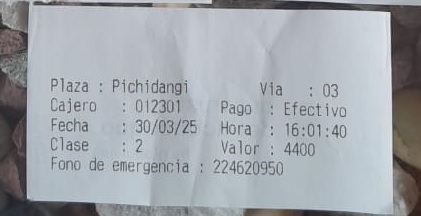 Plaza : Pichidangi Via : 03
Cajero : 012301 Pago : Efectivo
Fecha : 30/03/25 Hora : 16:01:40
Clase : 2 Valor : 4400
Fono de emergencia : 224620950